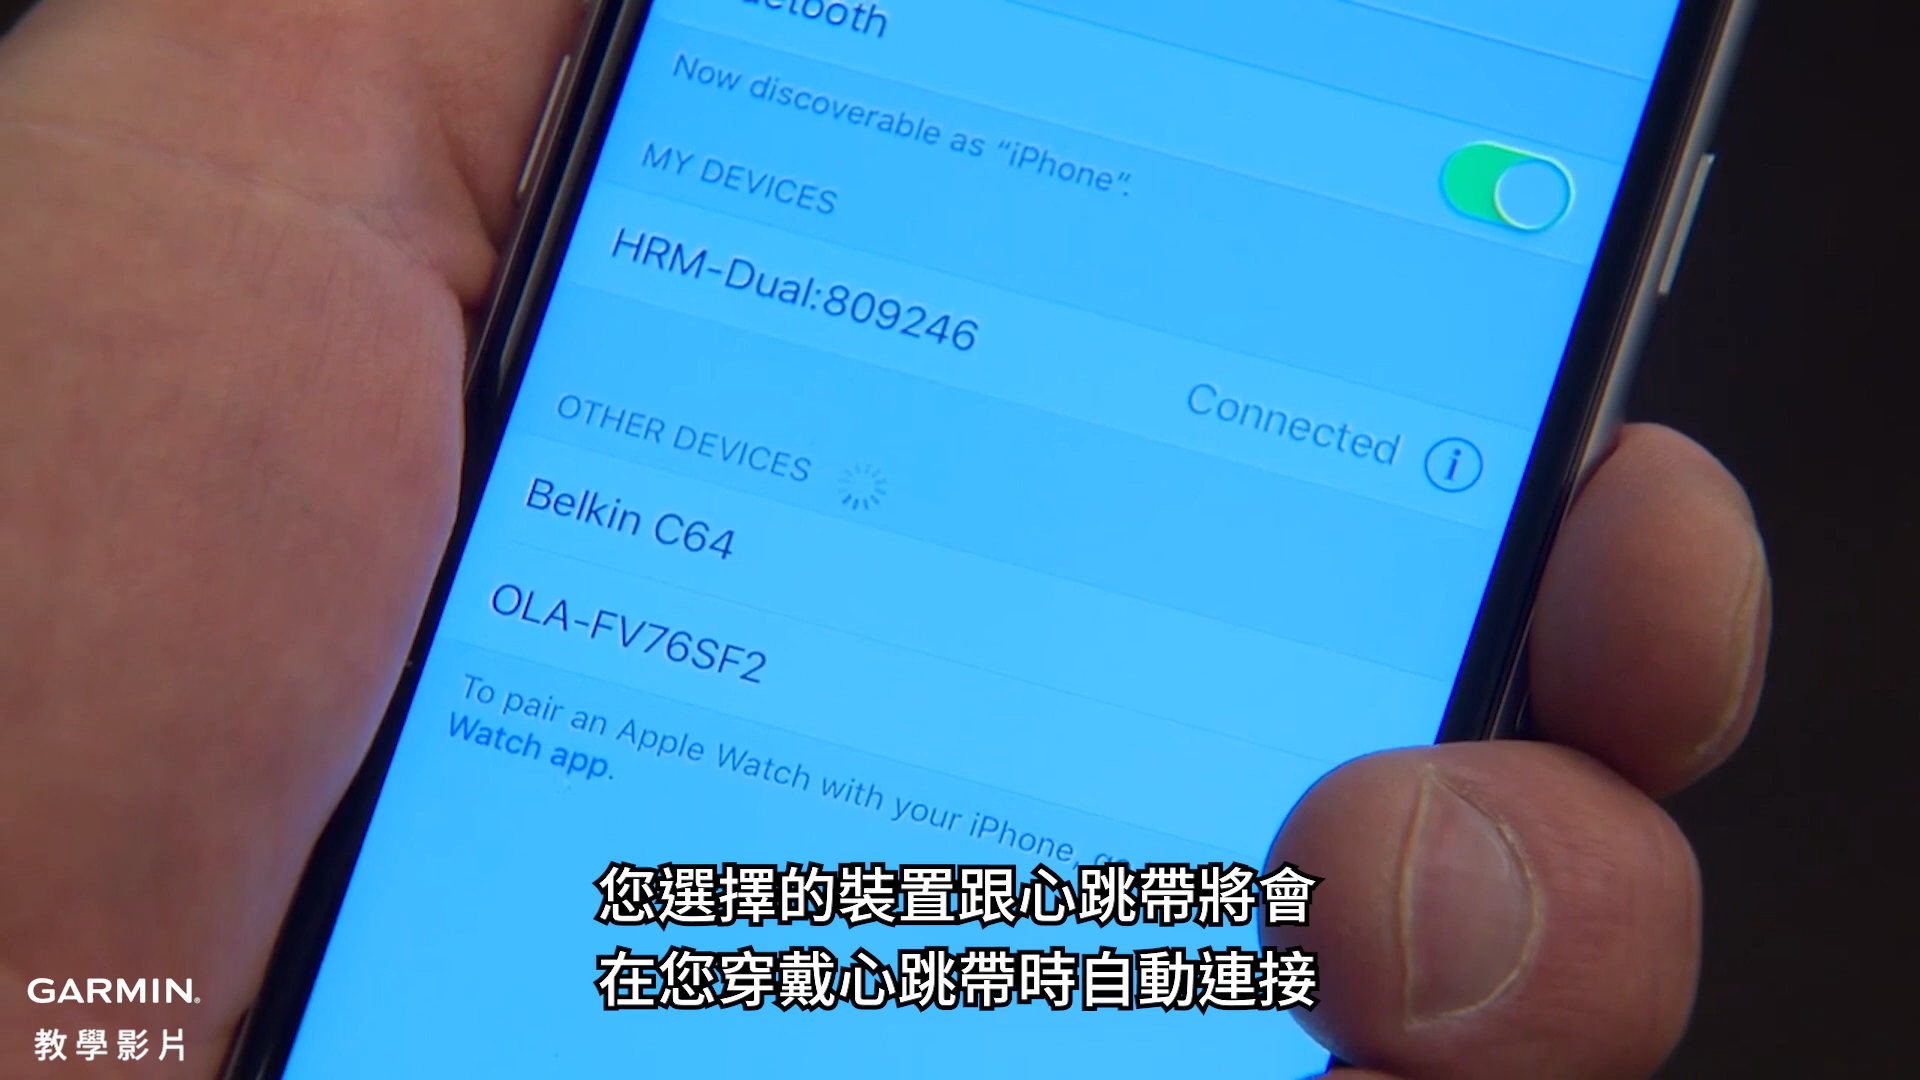 Now discoverable as “iPhone”.
MY DEVICES
HRM-Dual:809246
Connected
OTHER DEVICES
Belkin C64
OLA-FV76SF2
To pair an Apple Watch with your iPhone,
Watch app.
您選擇的裝置跟心跳帶將會
在您穿戴心跳帶時自動連接
GARMIN.
教學影片